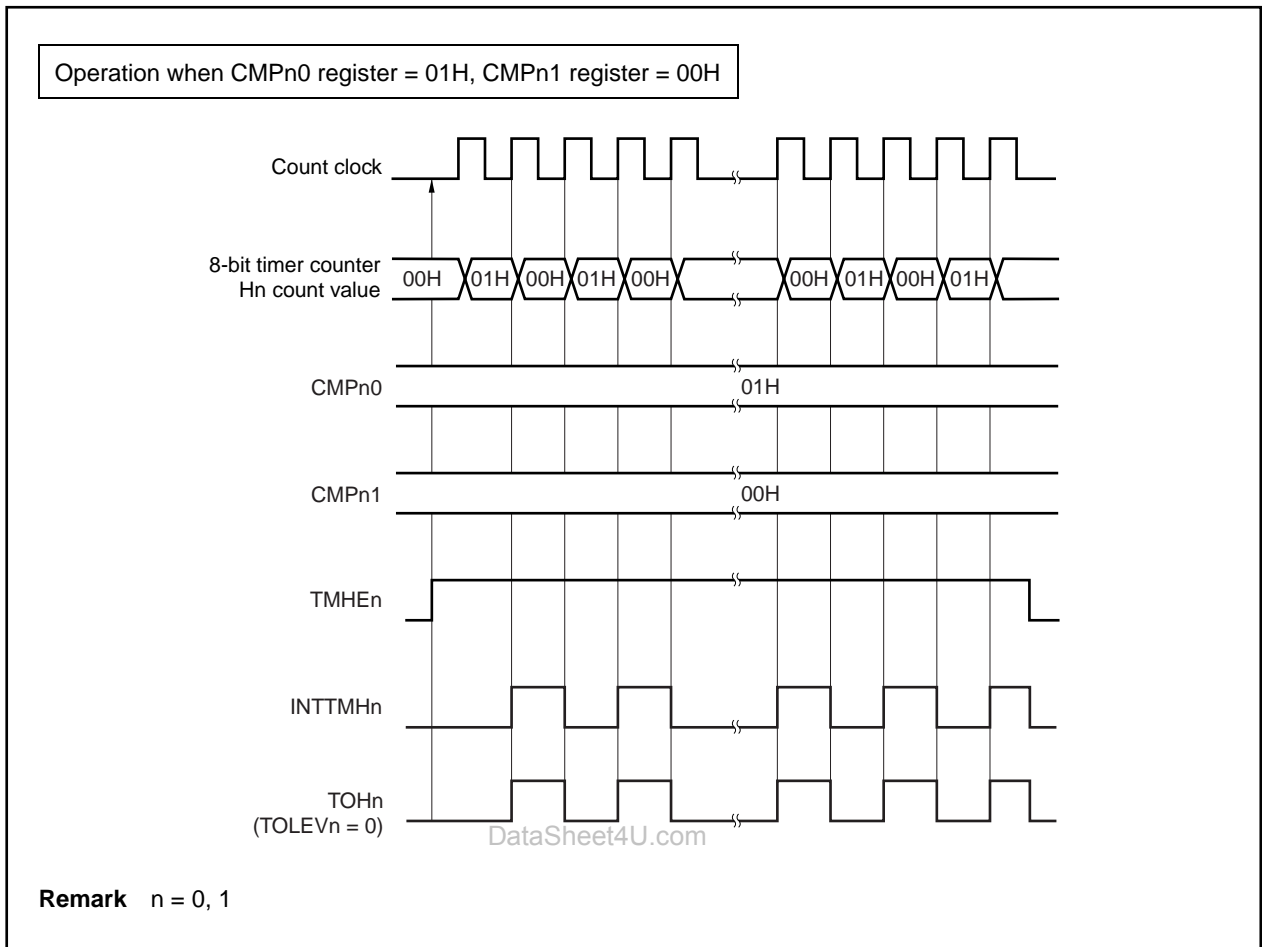 Operation when CMPn0 register = 01H, CMPn1 register = 00H
Count clock
8-bit timer counter
Hn count value
00H 01H 00H 01H 00H 00H 01H 00H 01H
CMPn0
01H
CMPn1
00H
TMHEn
INTTMHn
TOHn
(TOLEVn = 0)
DataSheet4U.com
Remark n = 0, 1